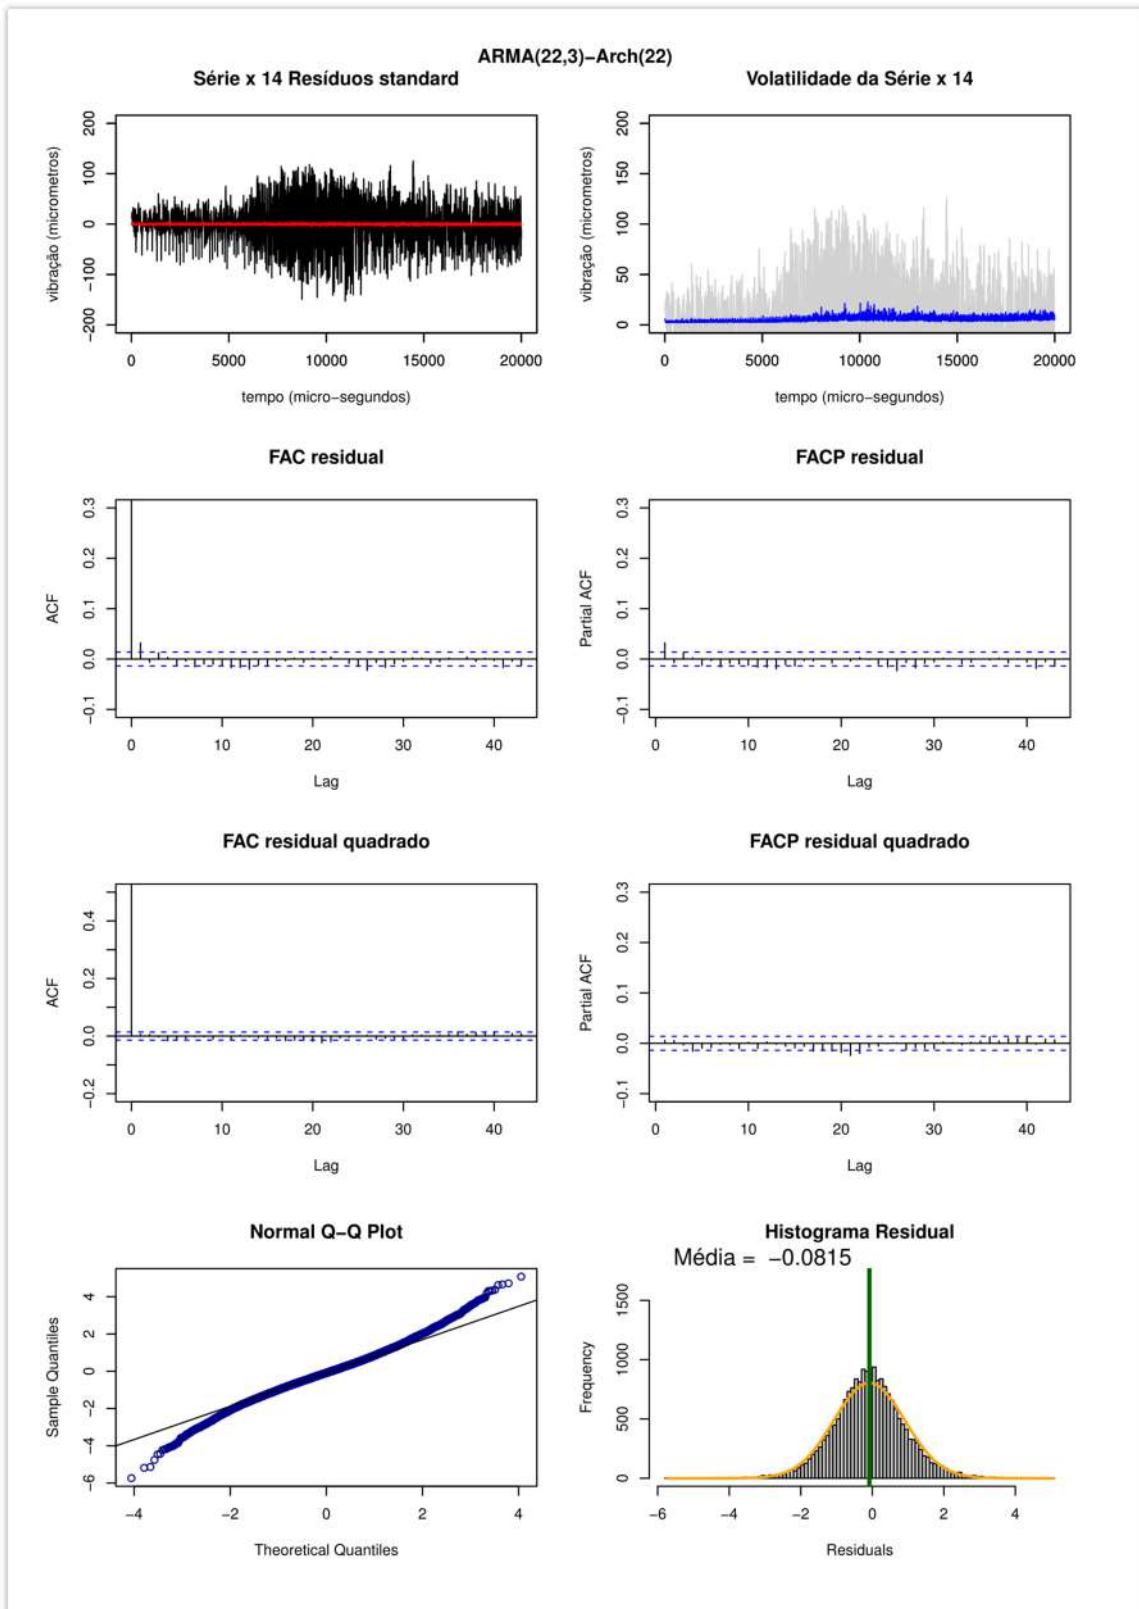 ARMA(22,3)−Arch(22)
Série x 14 Resíduos standard
vibração (micrometros)
200
100
0
−100
−200
0 5000 10000 15000 20000
tempo (micro−segundos)
Volatilidade da Série x 14
vibração (micrometros)
200
150
100
50
0
0 5000 10000 15000 20000
tempo (micro−segundos)
FAC residual
ACF
0.3
0.2
0.1
0.0
−0.1
0 10 20 30 40
Lag
FACP residual
Partial ACF
0.3
0.2
0.1
0.0
−0.1
0 10 20 30 40
Lag
FAC residual quadrado
ACF
0.4
0.2
0.0
−0.2
0 10 20 30 40
Lag
FACP residual quadrado
Partial ACF
0.3
0.2
0.1
0.0
−0.1
0 10 20 30 40
Lag
Normal Q−Q Plot
Sample Quantiles
4
2
0
−2
−4
−6
−4 −2 0 2 4
Theoretical Quantiles
Histograma Residual
Média = −0.0815
Frequency
1500
1000
500
0
−6 −4 −2 0 2 4
Residuals